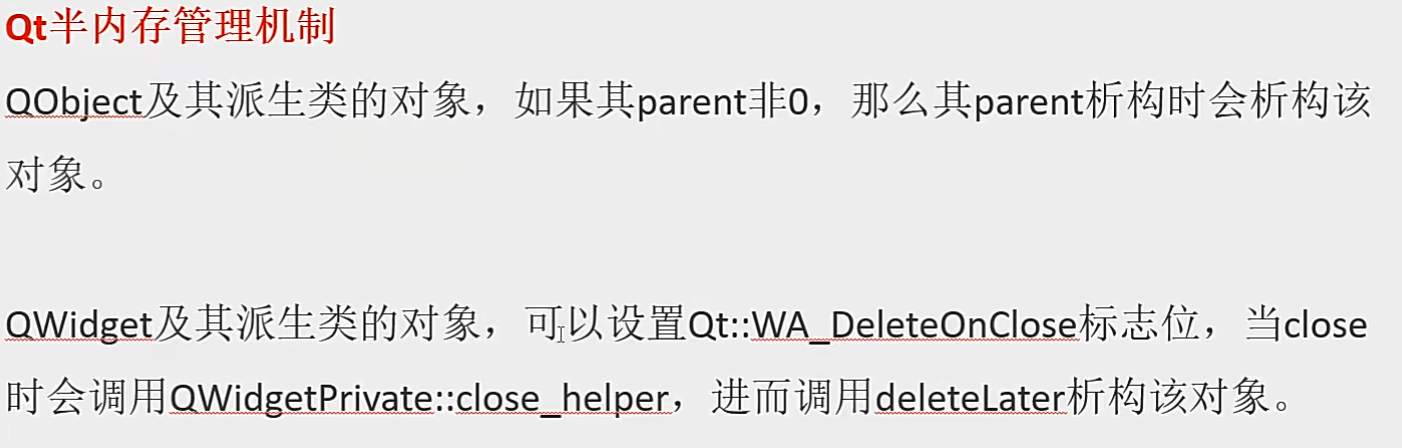 Qt半内存管理机制
QObject及其派生类的对象，如果其parent非0，那么其parent析构时会析构该
对象。
QWidget及其派生类的对象，可以设置Qt::WA_DeleteOnClose标志位，当close
时会调用QWidgetPrivate::close_helper，进而调用deleteLater析构该对象。